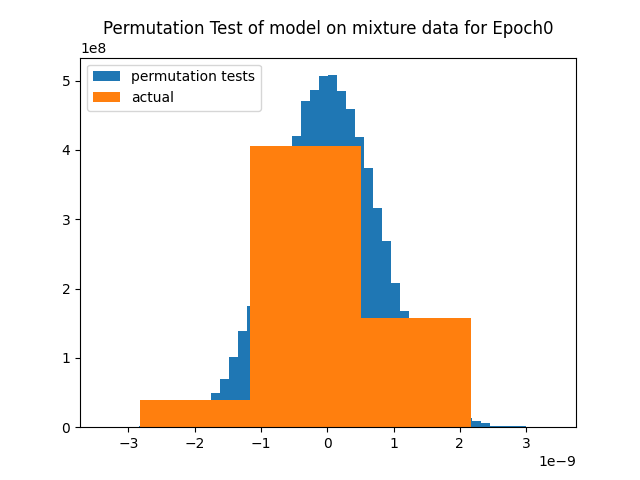 Permutation Test of model on mixture data for Epoch0
1e8
permutation tests
actual
5
4
3
2
1
0
−3 −2 −1 0 1 2 3
1e−9